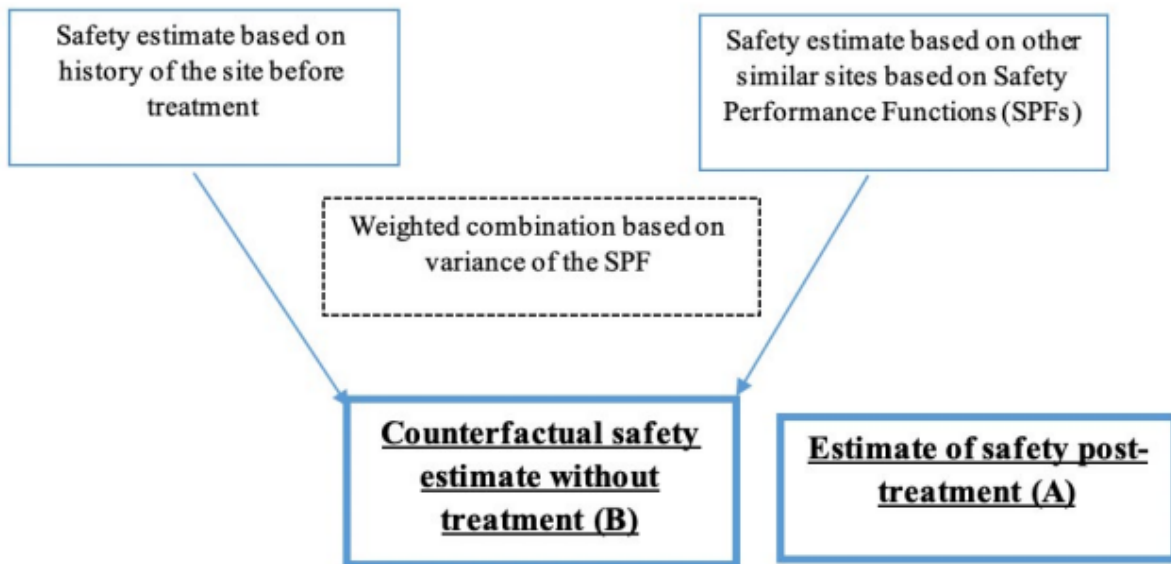 Safety estimate based on
history of the site before
treatment
Safety estimate based on other
similar sites based on Safety
Performance Functions (SPFs)
Weighted combination based on
variance of the SPF
Counterfactual safety
estimate without
treatment (B)
Estimate of safety post-
treatment (A)